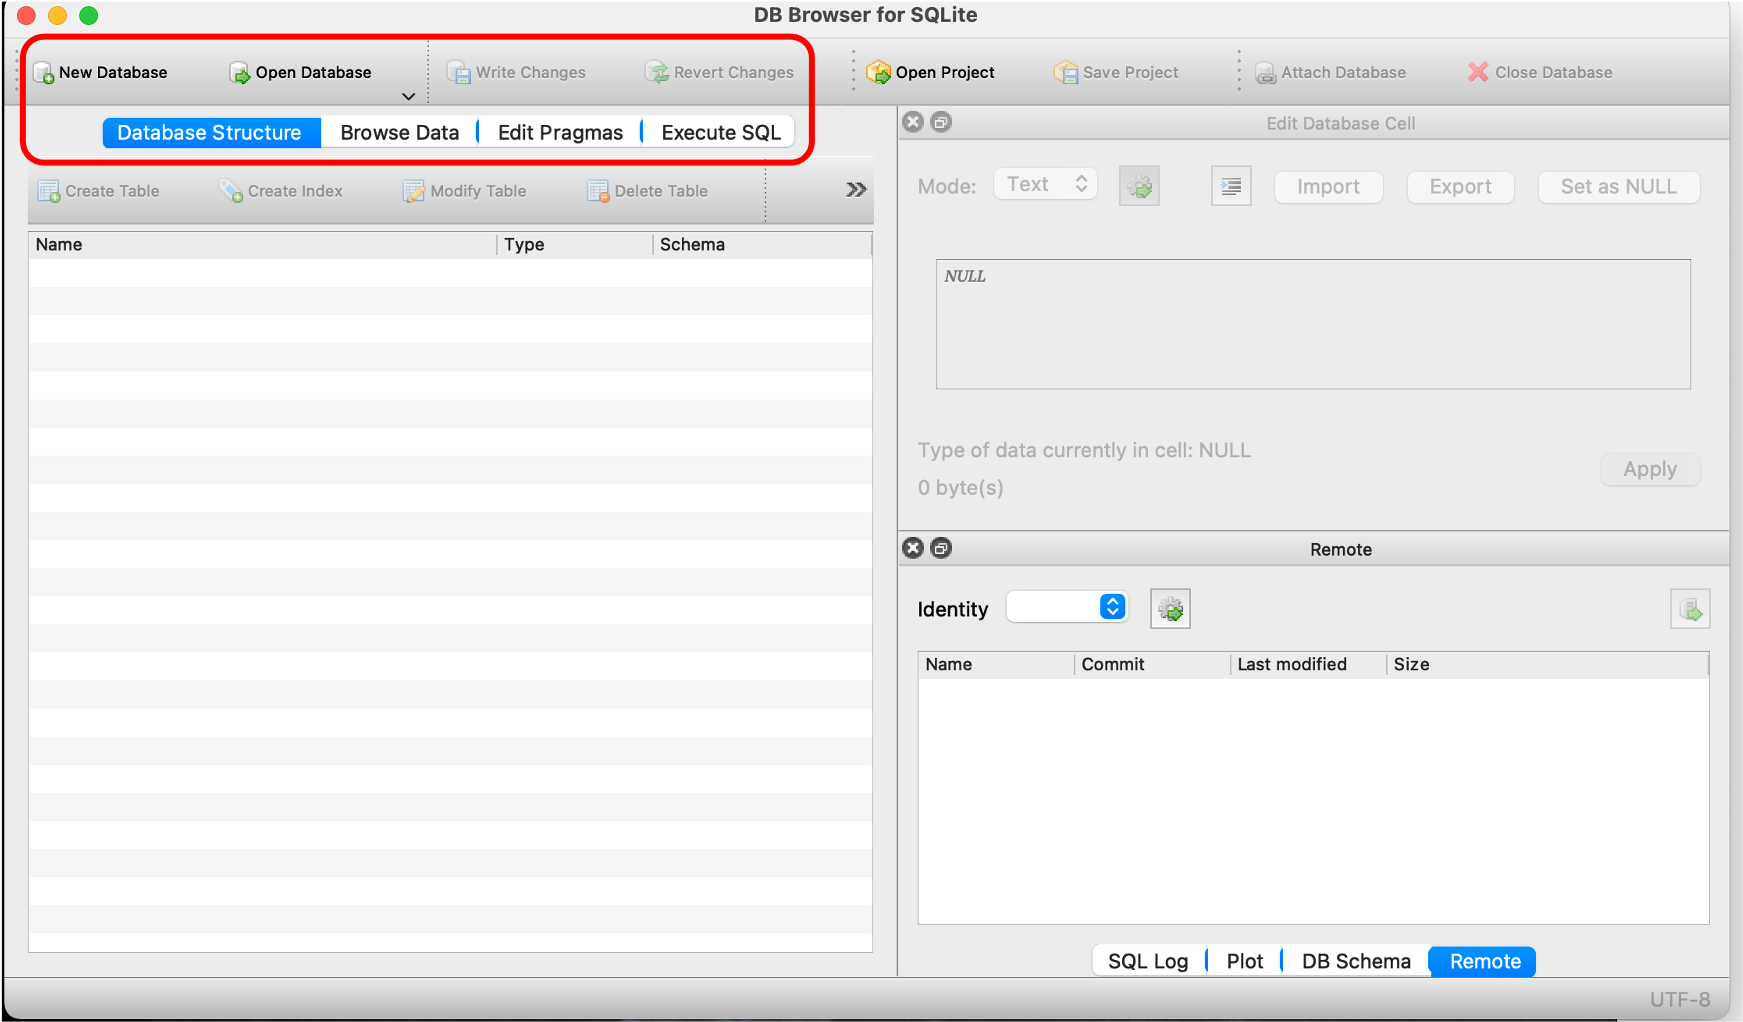 DB Browser for SQLite
New Database Open Database Write Changes Revert Changes Open Project Save Project Attach Database Close Database
Database Structure Browse Data Edit Pragmas Execute SQL
Create Table Create Index Modify Table Delete Table
Name Type Schema
Edit Database Cell
Mode: Text Import Export Set as NULL
NULL
Type of data currently in cell: NULL
0 byte(s)
Apply
Remote
Identity
Name Commit Last modified Size
SQL Log Plot DB Schema Remote
UTF-8